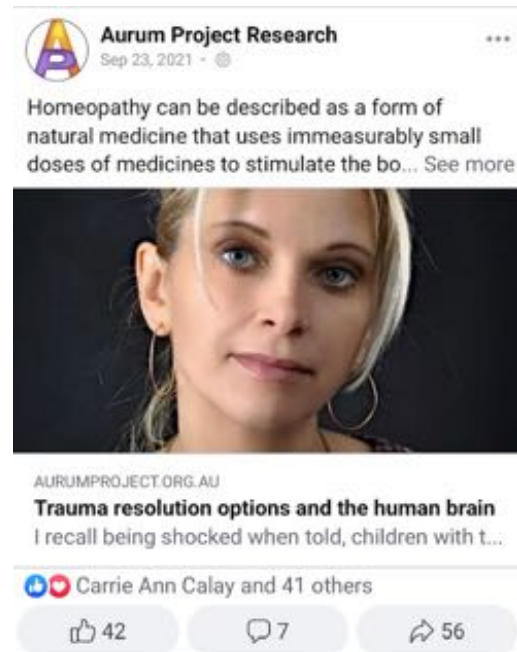 Aurum Project Research
Sep 23, 2021 ·
Homeopathy can be described as a form of
natural medicine that uses immeasurably small
doses of medicines to stimulate the bo... See more
AURUMPROJECT.ORG.AU
Trauma resolution options and the human brain
I recall being shocked when told, children with t...
Carrie Ann Calay and 41 others
42
7
56